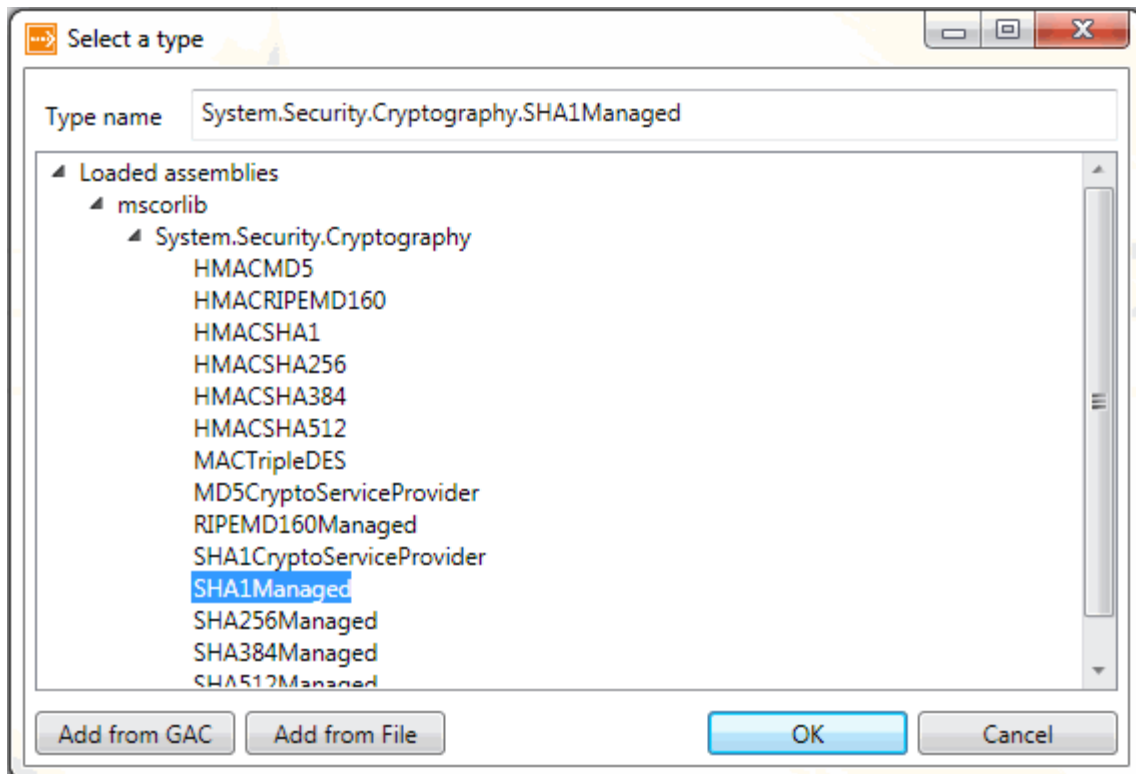 Select a type
Type name System.Security.Cryptography.SHA1Managed
Loaded assemblies
mscorlib
System.Security.Cryptography
HMACMD5
HMACRIPEMD160
HMACSHA1
HMACSHA256
HMACSHA384
HMACSHA512
MACTripleDES
MD5CryptoServiceProvider
RIPEMD160Managed
SHA1CryptoServiceProvider
SHA1Managed
SHA256Managed
SHA384Managed
SHA512Managed
Add from GAC Add from File OK Cancel